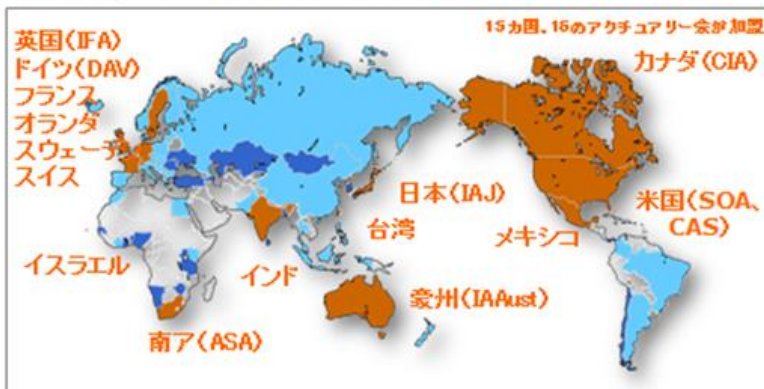 15カ国、16のアクチュアリー会が加盟
英国(IFA)
ドイツ(DAV)
フランス
オランダ
スウェーデ
スイス
カナダ(CIA)
日本(IAJ)
台湾
米国(SOA、
CAS)
メキシコ
イスラエル
インド
豪州(IAAust)
南ア(ASA)